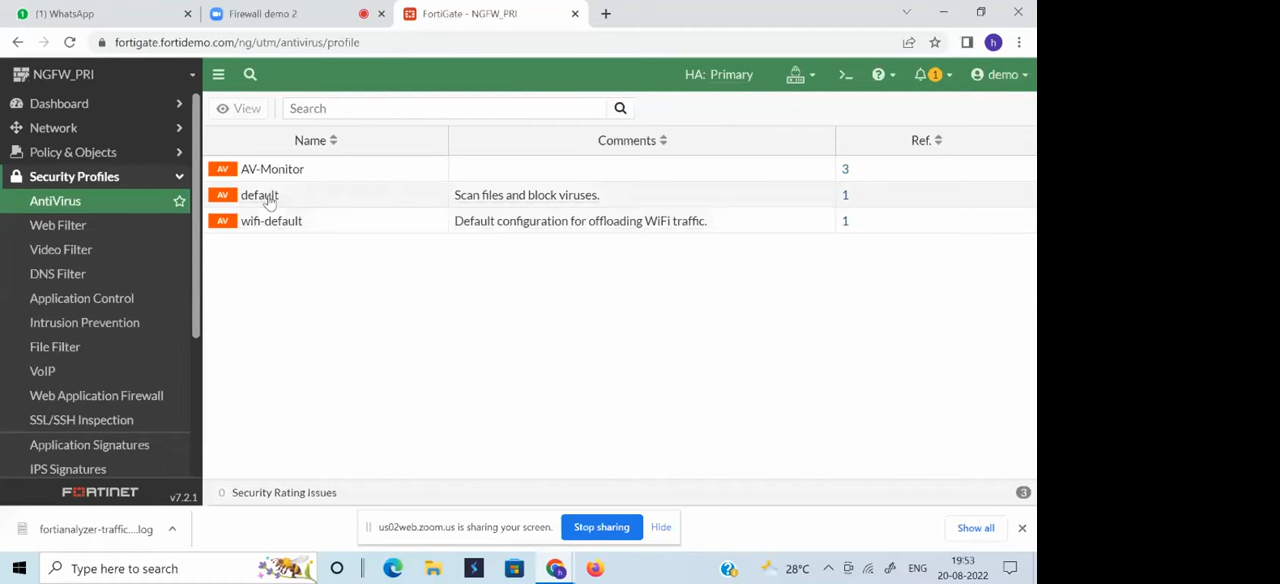 (1) WhatsApp
Firewall demo 2
FortiGate - NGFW_PRI
fortigate.fortidemo.com/ng/utm/antivirus/profile
h
NGFW_PRI
HA: Primary
1
demo
Dashboard
Network
Policy & Objects
Security Profiles
AntiVirus
Web Filter
Video Filter
DNS Filter
Application Control
Intrusion Prevention
File Filter
VoIP
Web Application Firewall
SSL/SSH Inspection
Application Signatures
IPS Signatures
FORTINET v7.2.1
View
Search
Name Comments Ref.
AV AV-Monitor 3
AV default Scan files and block viruses. 1
AV wifi-default Default configuration for offloading WiFi traffic. 1
0 Security Rating Issues 3
fortianalyzer-traffic....log
us02web.zoom.us is sharing your screen. Stop sharing Hide
Show all
Type here to search
28°C
ENG
19:53
20-08-2022